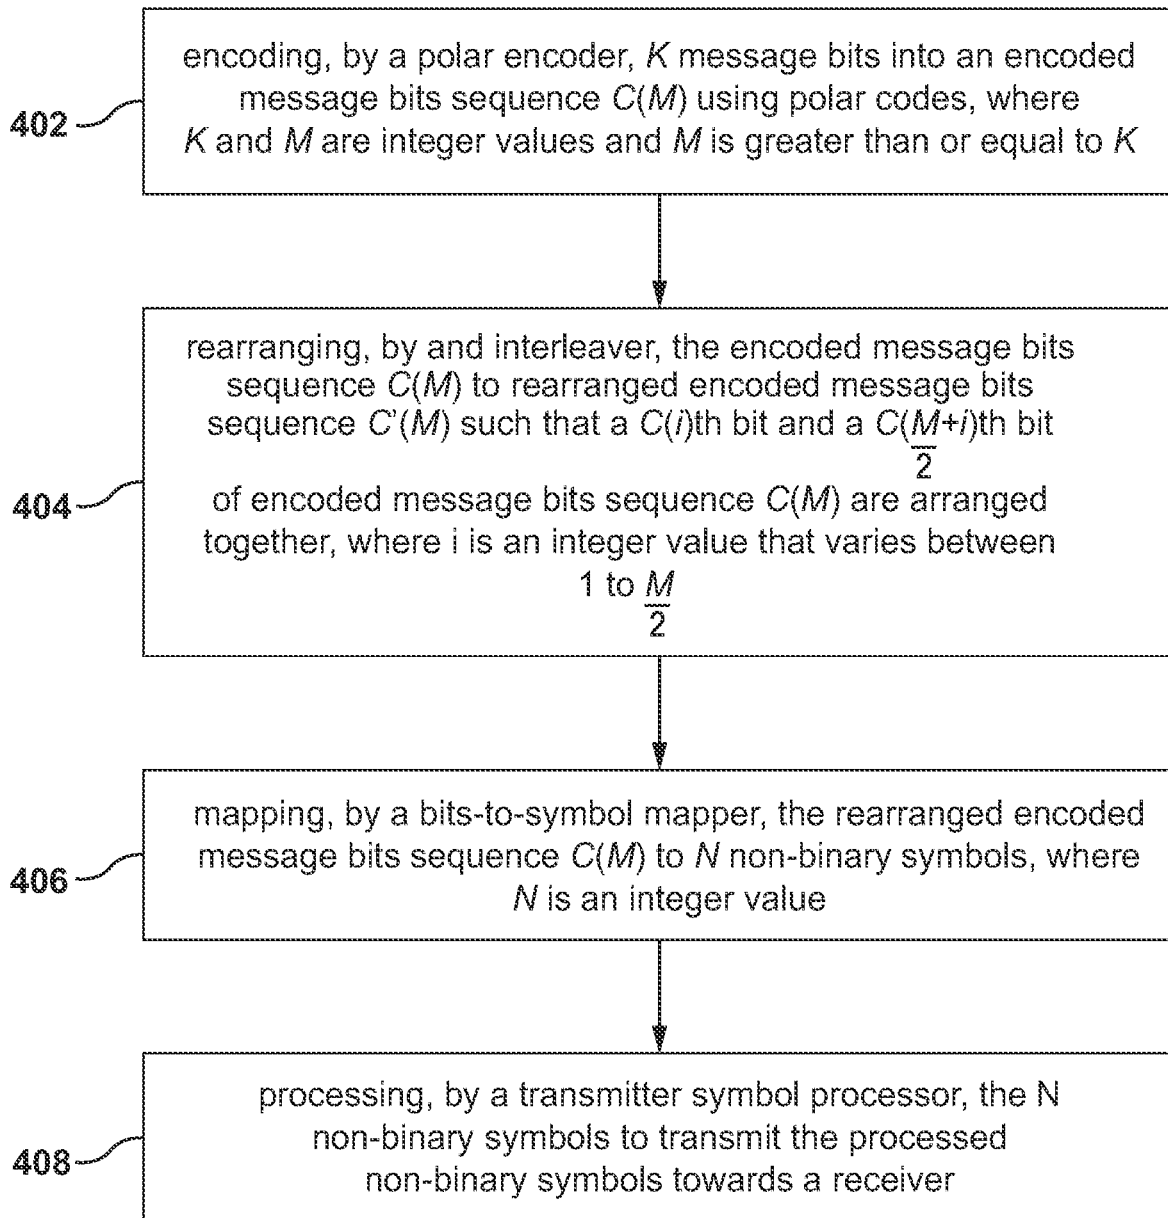 402
encoding, by a polar encoder, K message bits into an encoded
message bits sequence C(M) using polar codes, where
K and M are integer values and M is greater than or equal to K
404
rearranging, by and interleaver, the encoded message bits
sequence C(M) to rearranged encoded message bits
sequence C'(M) such that a C(i)th bit and a C(M+i)th bit
2
of encoded message bits sequence C(M) are arranged
together, where i is an integer value that varies between
1 to M
2
406
mapping, by a bits-to-symbol mapper, the rearranged encoded
message bits sequence C(M) to N non-binary symbols, where
N is an integer value
408
processing, by a transmitter symbol processor, the N
non-binary symbols to transmit the processed
non-binary symbols towards a receiver